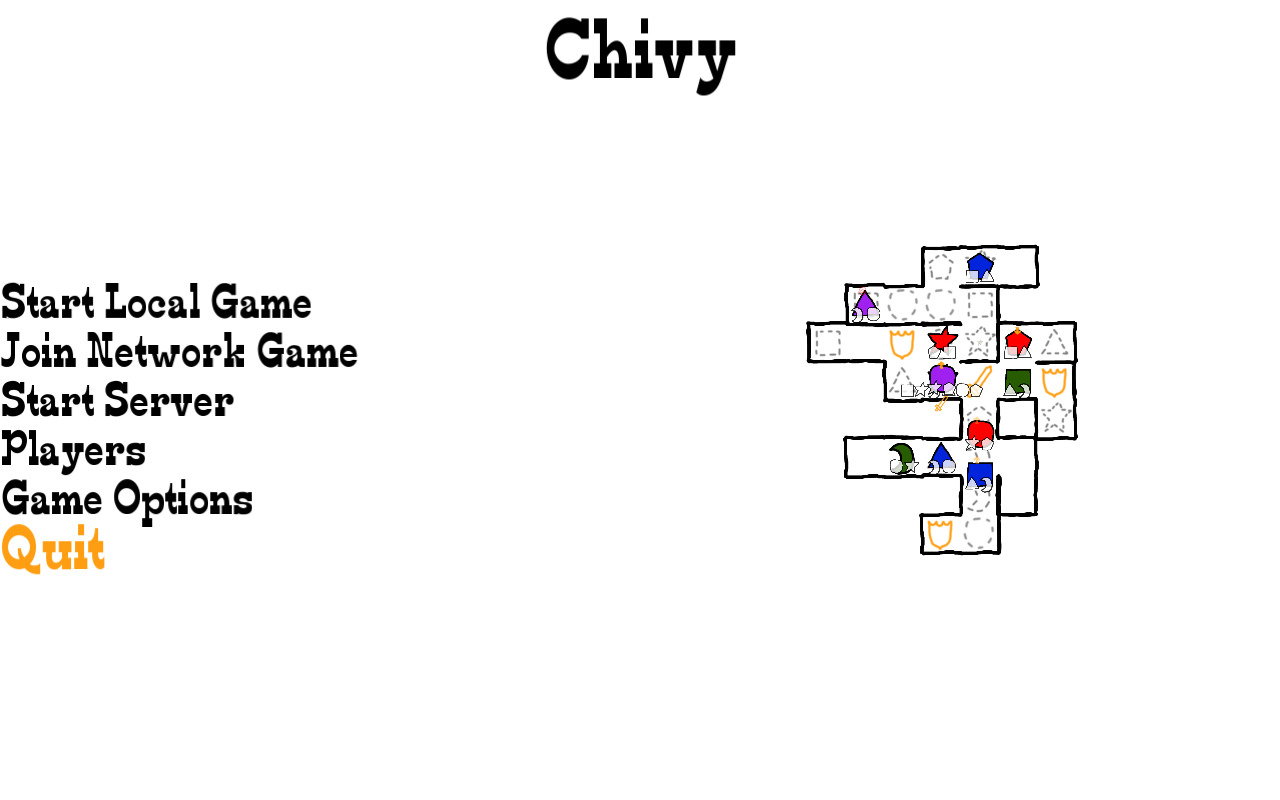 Chivy
Start Local Game
Join Network Game
Start Server
Players
Game Options
Quit